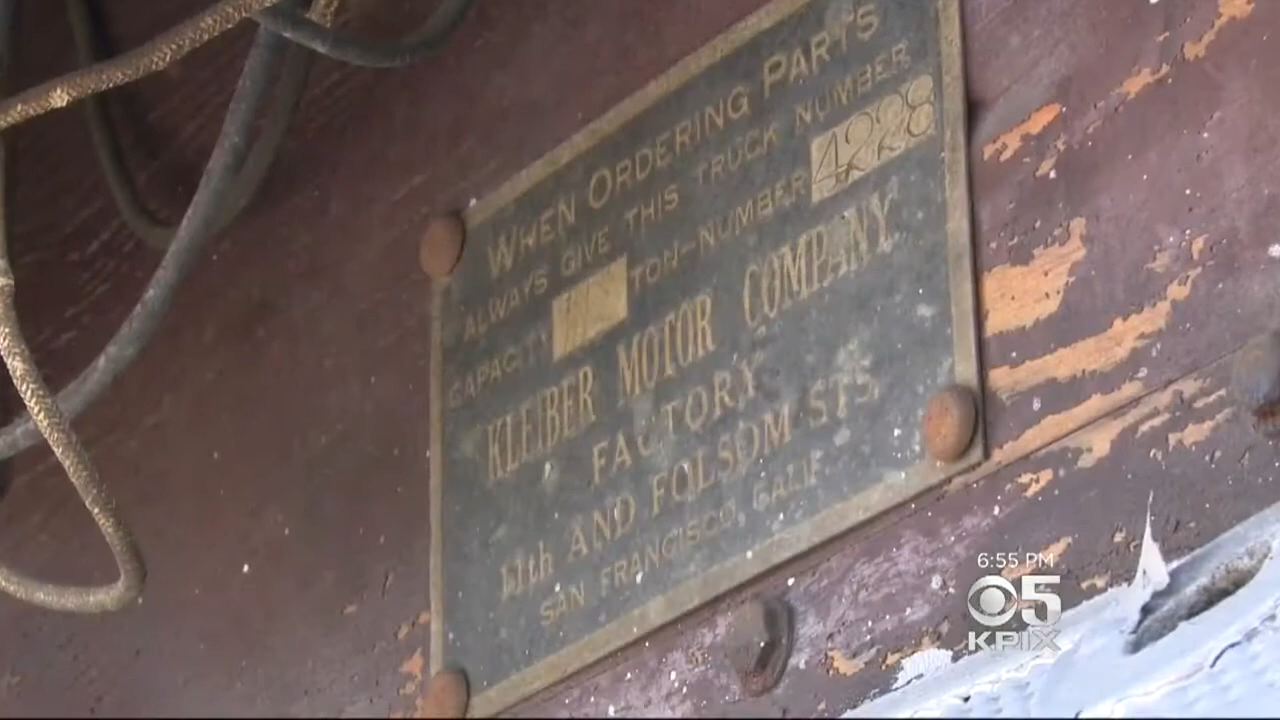 WHEN ORDERING PARTS
ALWAYS GIVE THIS TRUCK NUMBER
CAPACITY TON-NUMBER 4228
KLEIBER MOTOR COMPANY
FACTORY
11th AND FOLSOM STS.
SAN FRANCISCO, CALIF
6:55 PM
5
KPIX